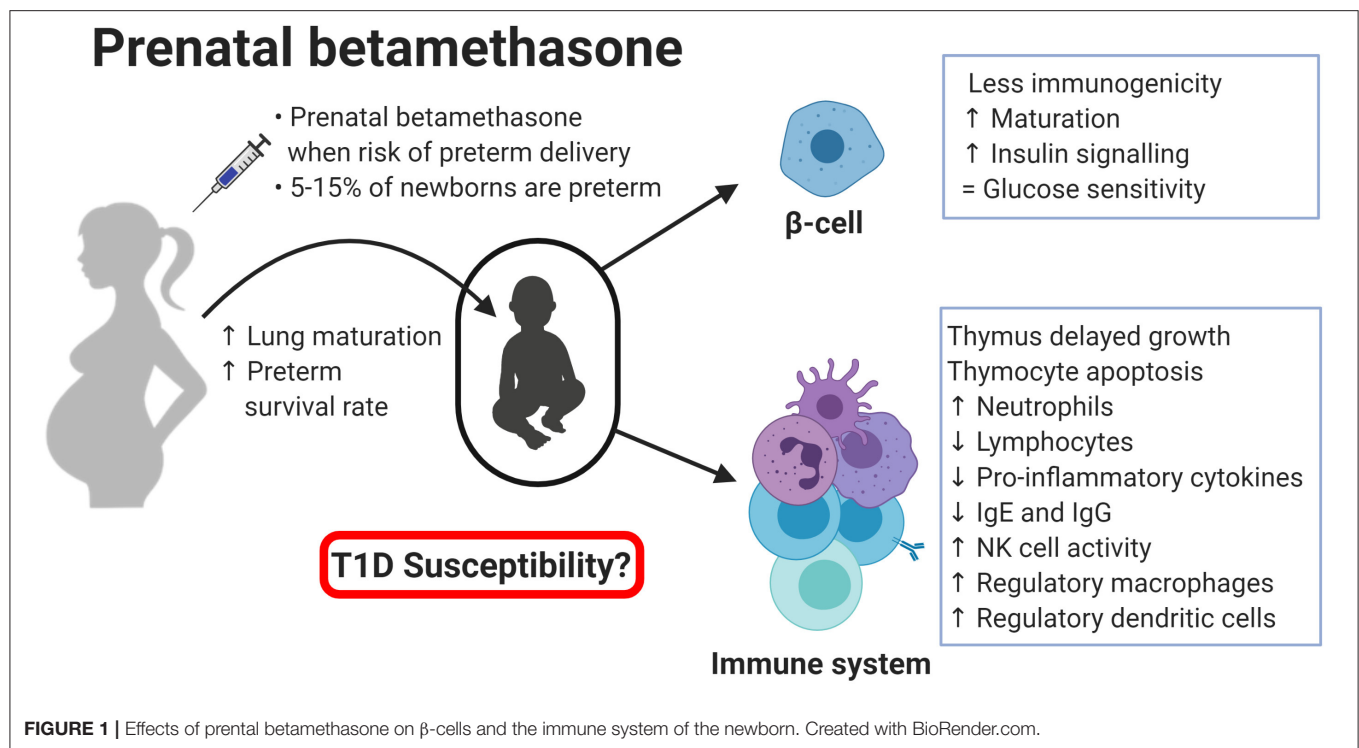 Prenatal betamethasone
• Prenatal betamethasone
when risk of preterm delivery
• 5-15% of newborns are preterm
↑ Lung maturation
↑ Preterm
survival rate
β-cell
Less immunogenicity
↑ Maturation
↑ Insulin signalling
= Glucose sensitivity
T1D Susceptibility?
Immune system
Thymus delayed growth
Thymocyte apoptosis
↑ Neutrophils
↓ Lymphocytes
↓ Pro-inflammatory cytokines
↓ IgE and IgG
↑ NK cell activity
↑ Regulatory macrophages
↑ Regulatory dendritic cells
FIGURE 1 | Effects of prental betamethasone on β-cells and the immune system of the newborn. Created with BioRender.com.